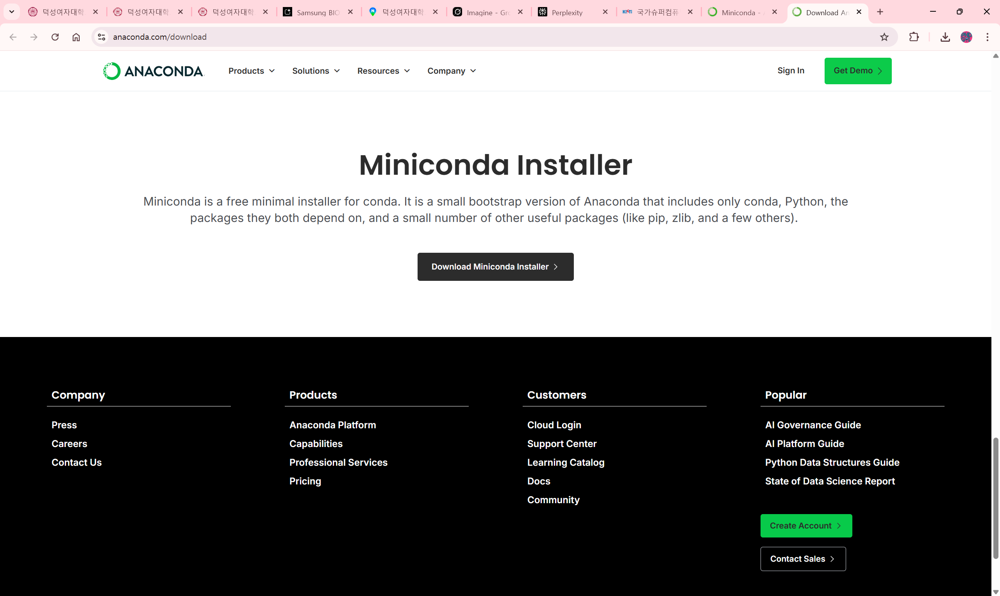 덕성여자대학
덕성여자대학
덕성여자대학
Samsung BIO
덕성여자대학
Imagine - Gro
Perplexity
KISTI 국가슈퍼컴퓨
Miniconda - A
Download An
anaconda.com/download
ANACONDA
Products
Solutions
Resources
Company
Sign In
Get Demo
Miniconda Installer
Miniconda is a free minimal installer for conda. It is a small bootstrap version of Anaconda that includes only conda, Python, the
packages they both depend on, and a small number of other useful packages (like pip, zlib, and a few others).
Download Miniconda Installer
Company
Press
Careers
Contact Us
Products
Anaconda Platform
Capabilities
Professional Services
Pricing
Customers
Cloud Login
Support Center
Learning Catalog
Docs
Community
Popular
AI Governance Guide
AI Platform Guide
Python Data Structures Guide
State of Data Science Report
Create Account
Contact Sales